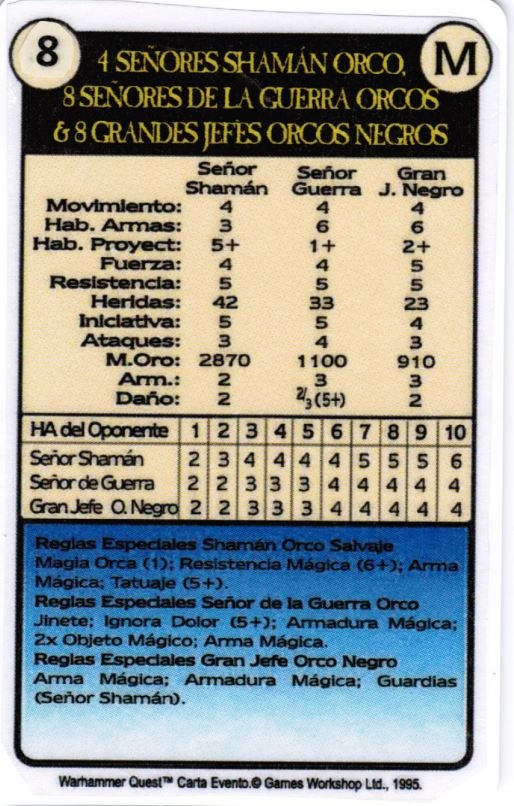 8
M
4 SEÑORES SHAMÁN ORCO,
8 SEÑORES DE LA GUERRA ORCOS
& 8 GRANDES JEFES ORCOS NEGROS
Señor Señor Gran
Shamán Guerra J. Negro
Movimiento: 4 4 4
Hab. Armas: 3 6 6
Hab. Proyect: 5+ 1+ 2+
Fuerza: 4 4 5
Resistencia: 5 5 5
Heridas: 42 33 23
Iniciativa: 5 5 4
Ataques: 3 4 3
M.Oro: 2870 1100 910
Arm.: 2 3 3
Daño: 2 2/3 (5+) 2
HA del Oponente 1 2 3 4 5 6 7 8 9 10
Señor Shamán 2 3 4 4 4 4 5 5 5 6
Señor de Guerra 2 2 3 3 3 4 4 4 4 4
Gran Jefe O. Negro 2 2 3 3 3 4 4 4 4 4
Reglas Especiales Shamán Orco Salvaje
Magia Orca (1); Resistencia Mágica (6+); Arma
Mágica; Tatuaje (5+).
Reglas Especiales Señor de la Guerra Orco
Jinete; Ignora Dolor (5+); Armadura Mágica;
2x Objeto Mágico; Arma Mágica.
Reglas Especiales Gran Jefe Orco Negro
Arma Mágica; Armadura Mágica; Guardias
(Señor Shamán).
Warhammer Quest™ Carta Evento.© Games Workshop Ltd., 1995.